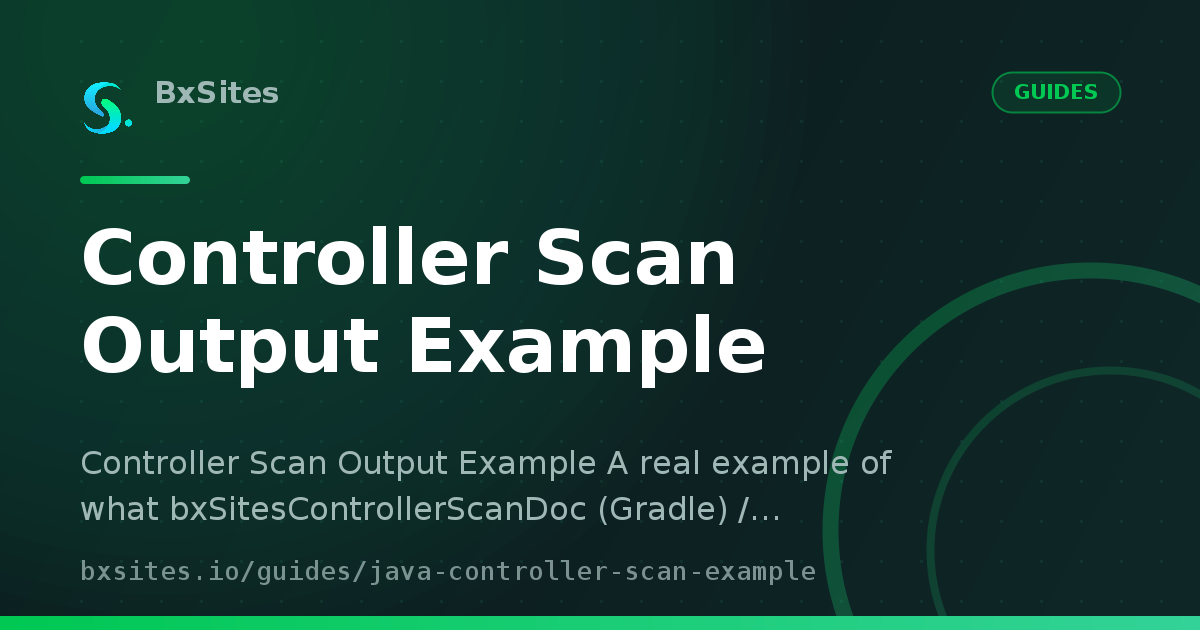 BxSites
GUIDES
Controller Scan
Output Example
Controller Scan Output Example A real example of
what bxSitesControllerScanDoc (Gradle) /...
bxsites.io/guides/java-controller-scan-example